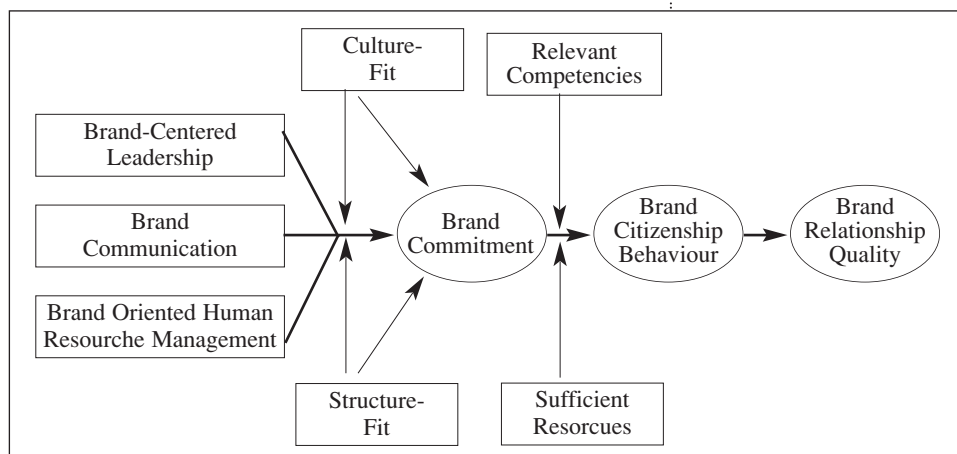 Culture-
Fit
Relevant
Competencies
Brand-Centered
Leadership
Brand
Communication
Brand Oriented Human
Resourche Management
Brand
Commitment
Brand
Citizenship
Behaviour
Brand
Relationship
Quality
Structure-
Fit
Sufficient
Resorcues